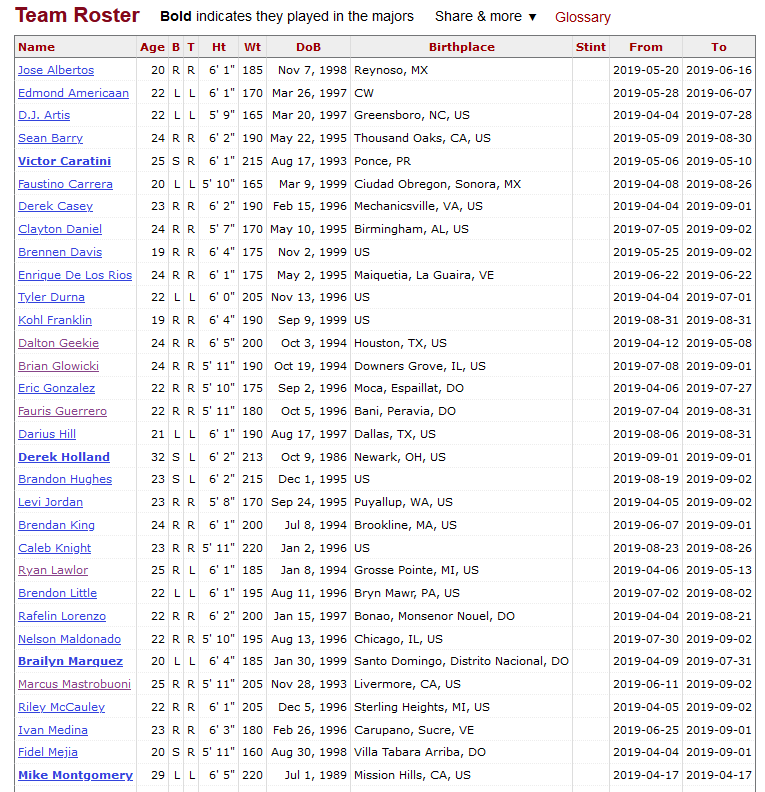 Team Roster Bold indicates they played in the majors Share & more ▼ Glossary
Name Age B T Ht Wt DoB Birthplace Stint From To
Jose Albertos 20 R R 6' 1" 185 Nov 7, 1998 Reynoso, MX 2019-05-20 2019-06-16
Edmond Americaan 22 L L 6' 1" 170 Mar 26, 1997 CW 2019-05-28 2019-06-07
D.J. Artis 22 L L 5' 9" 165 Mar 20, 1997 Greensboro, NC, US 2019-04-04 2019-07-28
Sean Barry 24 R R 6' 2" 190 May 22, 1995 Thousand Oaks, CA, US 2019-05-09 2019-08-30
Victor Caratini 25 S R 6' 1" 215 Aug 17, 1993 Ponce, PR 2019-05-06 2019-05-10
Faustino Carrera 20 L L 5' 10" 165 Mar 9, 1999 Ciudad Obregon, Sonora, MX 2019-04-08 2019-08-26
Derek Casey 23 R R 6' 2" 190 Feb 15, 1996 Mechanicsville, VA, US 2019-04-04 2019-09-01
Clayton Daniel 24 R R 5' 7" 170 May 10, 1995 Birmingham, AL, US 2019-07-05 2019-09-02
Brennen Davis 19 R R 6' 4" 175 Nov 2, 1999 US 2019-05-25 2019-09-02
Enrique De Los Rios 24 R R 6' 1" 175 May 2, 1995 Maiquetia, La Guaira, VE 2019-06-22 2019-06-22
Tyler Durna 22 L L 6' 0" 205 Nov 13, 1996 US 2019-04-04 2019-07-01
Kohl Franklin 19 R R 6' 4" 190 Sep 9, 1999 US 2019-08-31 2019-08-31
Dalton Geekie 24 R R 6' 5" 200 Oct 3, 1994 Houston, TX, US 2019-04-12 2019-05-08
Brian Glowicki 24 R R 5' 11" 190 Oct 19, 1994 Downers Grove, IL, US 2019-07-08 2019-09-01
Eric Gonzalez 22 R R 5' 10" 175 Sep 2, 1996 Moca, Espaillat, DO 2019-04-06 2019-07-27
Fauris Guerrero 22 R R 5' 11" 180 Oct 5, 1996 Bani, Peravia, DO 2019-07-04 2019-08-31
Darius Hill 21 L L 6' 1" 190 Aug 17, 1997 Dallas, TX, US 2019-08-06 2019-08-31
Derek Holland 32 S L 6' 2" 213 Oct 9, 1986 Newark, OH, US 2019-09-01 2019-09-01
Brandon Hughes 23 S L 6' 2" 215 Dec 1, 1995 US 2019-08-19 2019-09-02
Levi Jordan 23 R R 5' 8" 170 Sep 24, 1995 Puyallup, WA, US 2019-04-05 2019-09-02
Brendan King 24 R R 6' 1" 200 Jul 8, 1994 Brookline, MA, US 2019-06-07 2019-09-01
Caleb Knight 23 R R 5' 11" 220 Jan 2, 1996 US 2019-08-23 2019-08-26
Ryan Lawlor 25 R L 6' 1" 185 Jan 8, 1994 Grosse Pointe, MI, US 2019-04-06 2019-05-13
Brendon Little 22 L L 6' 1" 195 Aug 11, 1996 Bryn Mawr, PA, US 2019-07-02 2019-08-02
Rafelin Lorenzo 22 R R 6' 2" 200 Jan 15, 1997 Bonao, Monsenor Nouel, DO 2019-04-04 2019-08-21
Nelson Maldonado 22 R R 5' 10" 195 Aug 13, 1996 Chicago, IL, US 2019-07-30 2019-09-02
Brailyn Marquez 20 L L 6' 4" 185 Jan 30, 1999 Santo Domingo, Distrito Nacional, DO 2019-04-09 2019-07-31
Marcus Mastrobuoni 25 R R 5' 11" 205 Nov 28, 1993 Livermore, CA, US 2019-06-11 2019-09-02
Riley McCauley 22 R R 6' 1" 205 Dec 5, 1996 Sterling Heights, MI, US 2019-04-05 2019-09-02
Ivan Medina 23 R R 6' 3" 180 Feb 26, 1996 Carupano, Sucre, VE 2019-06-25 2019-09-01
Fidel Mejia 20 S R 5' 11" 160 Aug 30, 1998 Villa Tabara Arriba, DO 2019-04-04 2019-09-01
Mike Montgomery 29 L L 6' 5" 220 Jul 1, 1989 Mission Hills, CA, US 2019-04-17 2019-04-17